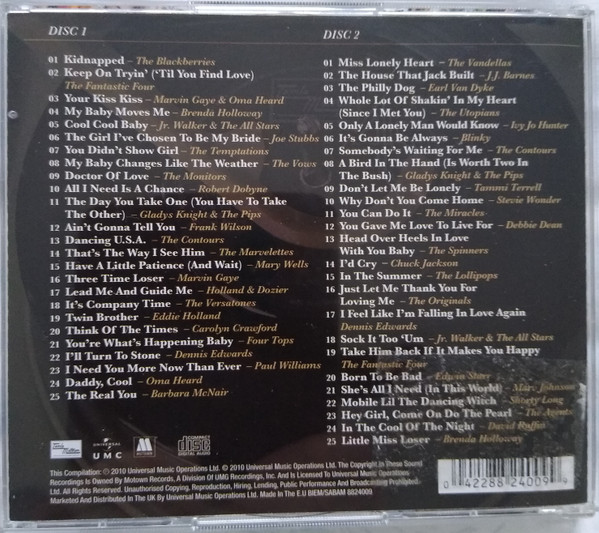 DISC 1
01 Kidnapped – The Blackberries
02 Keep On Tryin' ('Til You Find Love)
The Fantastic Four
03 Your Kiss Kiss – Marvin Gaye & Oma Heard
04 My Baby Moves Me – Brenda Holloway
05 Cool Cool Baby – Jr. Walker & The All Stars
06 The Girl I've Chosen To Be My Bride – Joe Stubbs
07 You Didn't Show Girl – The Temptations
08 My Baby Changes Like The Weather – The Vows
09 Doctor Of Love – The Monitors
10 All I Need Is A Chance – Robert Dobyne
11 The Day You Take One (You Have To Take
The Other) – Gladys Knight & The Pips
12 Ain't Gonna Tell You – Frank Wilson
13 Dancing U.S.A. – The Contours
14 That's The Way I See Him – The Marvelettes
15 Have A Little Patience (And Wait) – Mary Wells
16 Three Time Loser – Marvin Gaye
17 Lead Me And Guide Me – Holland & Dozier
18 It's Company Time – The Versatones
19 Twin Brother – Eddie Holland
20 Think Of The Times – Carolyn Crawford
21 You're What's Happening Baby – Four Tops
22 I'll Turn To Stone – Dennis Edwards
23 I Need You More Now Than Ever – Paul Williams
24 Daddy, Cool – Oma Heard
25 The Real You – Barbara McNair
DISC 2
01 Miss Lonely Heart – The Vandellas
02 The House That Jack Built – J.J. Barnes
03 The Philly Dog – Earl Van Dyke
04 Whole Lot Of Shakin' In My Heart
(Since I Met You) – The Utopians
05 Only A Lonely Man Would Know – Ivy Jo Hunter
06 It's Gonna Be Always – Blinky
07 Somebody's Waiting For Me – The Contours
08 A Bird In The Hand (Is Worth Two In
The Bush) – Gladys Knight & The Pips
09 Don't Let Me Be Lonely – Tammi Terrell
10 Why Don't You Come Home – Stevie Wonder
11 You Can Do It – The Miracles
12 You Gave Me Love To Live For – Debbie Dean
13 Head Over Heels In Love
With You Baby – The Spinners
14 I'd Cry – Chuck Jackson
15 In The Summer – The Lollipops
16 Just Let Me Thank You For
Loving Me – The Originals
17 I Feel Like I'm Falling In Love Again
Dennis Edwards
18 Sock It Too 'Um – Jr. Walker & The All Stars
19 Take Him Back If It Makes You Happy
The Fantastic Four
20 Born To Be Bad – Edwin Starr
21 She's All I Need (In This World) – Marv Johnson
22 Mobile Lil The Dancing Witch – Shorty Long
23 Hey Girl, Come On Do The Pearl – The Agents
24 In The Cool Of The Night – David Ruffin
25 Little Miss Loser – Brenda Holloway
UNIVERSAL
UMC
MOTOWN
COMPACT
disc
DIGITAL AUDIO
This Compilation: ℗ 2010 Universal Music Operations Ltd. © 2010 Universal Music Operations Ltd. The Copyright In These Sound
Recordings Is Owned By Motown Records, A Division Of UMG Recordings, Inc. And Is Licensed To Universal Music Operations
Ltd. All Rights Reserved. Unauthorised Copying, Reproduction, Hiring, Lending, Public Performance And Broadcasting Prohibited.
Marketed And Distributed In The UK By Universal Music Operations Ltd. Made In The E.U BIEM/SABAM 8824009
0 42288 24009 9